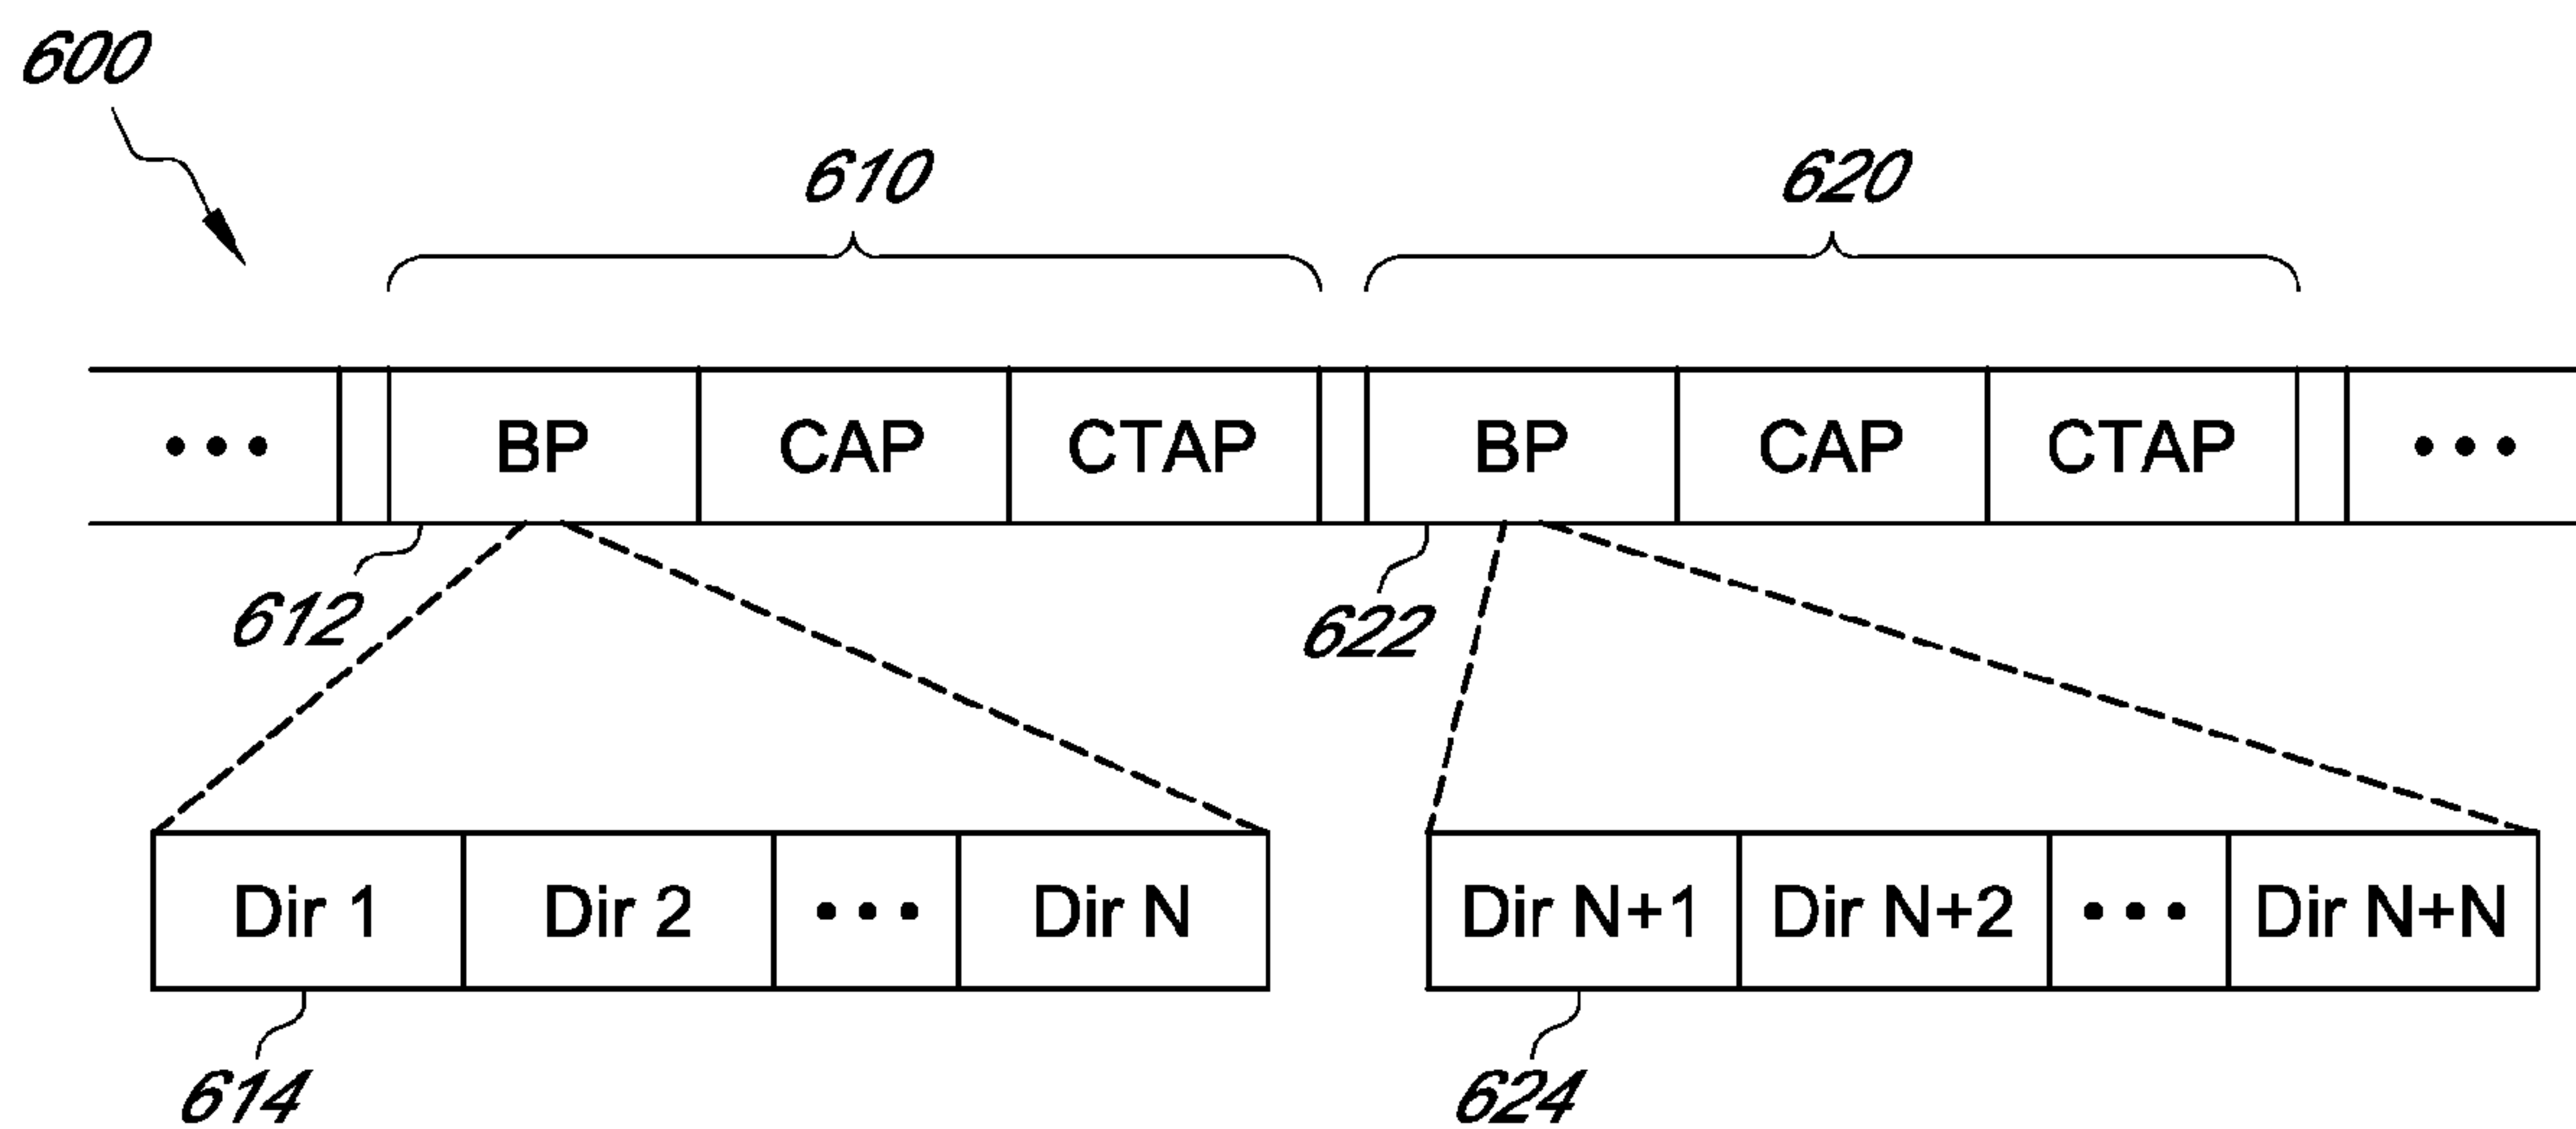 600
610 620
••• BP CAP CTAP BP CAP CTAP •••
612 622
Dir 1 Dir 2 ••• Dir N Dir N+1 Dir N+2 ••• Dir N+N
614 624